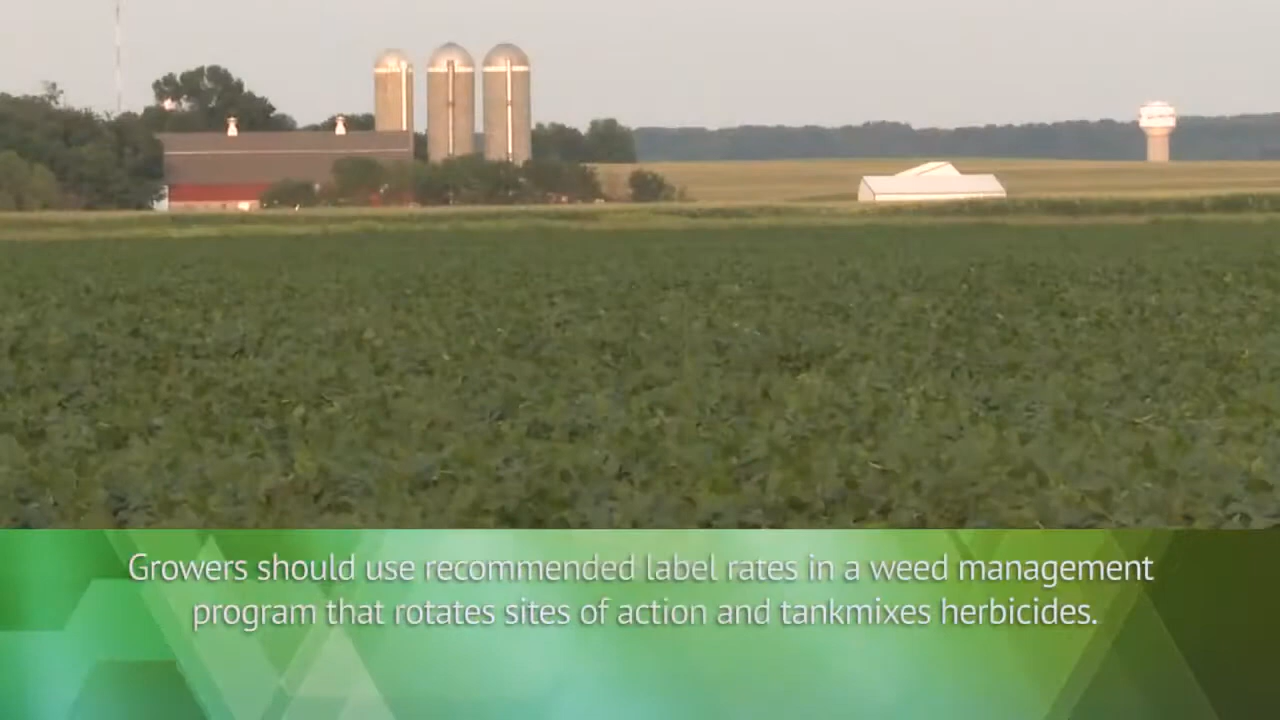 Growers should use recommended label rates in a weed management
program that rotates sites of action and tankmixes herbicides.